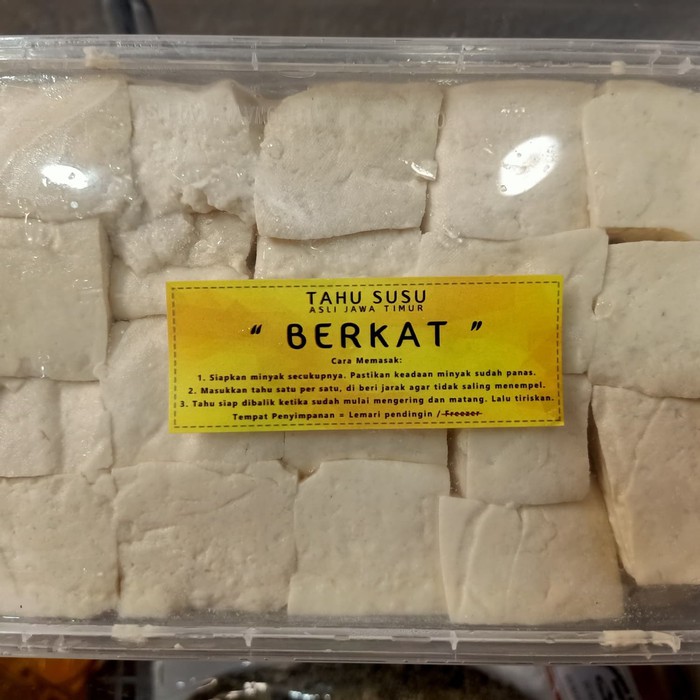 TAHU SUSU
ASLI JAWA TIMUR
" BERKAT "
Cara Memasak:
1. Siapkan minyak secukupnya. Pastikan keadaan minyak sudah panas.
2. Masukkan tahu satu per satu, di beri jarak agar tidak saling menempel.
3. Tahu siap dibalik ketika sudah mulai mengering dan matang. Lalu tiriskan.
Tempat Penyimpanan = Lemari pendingin / Freezer